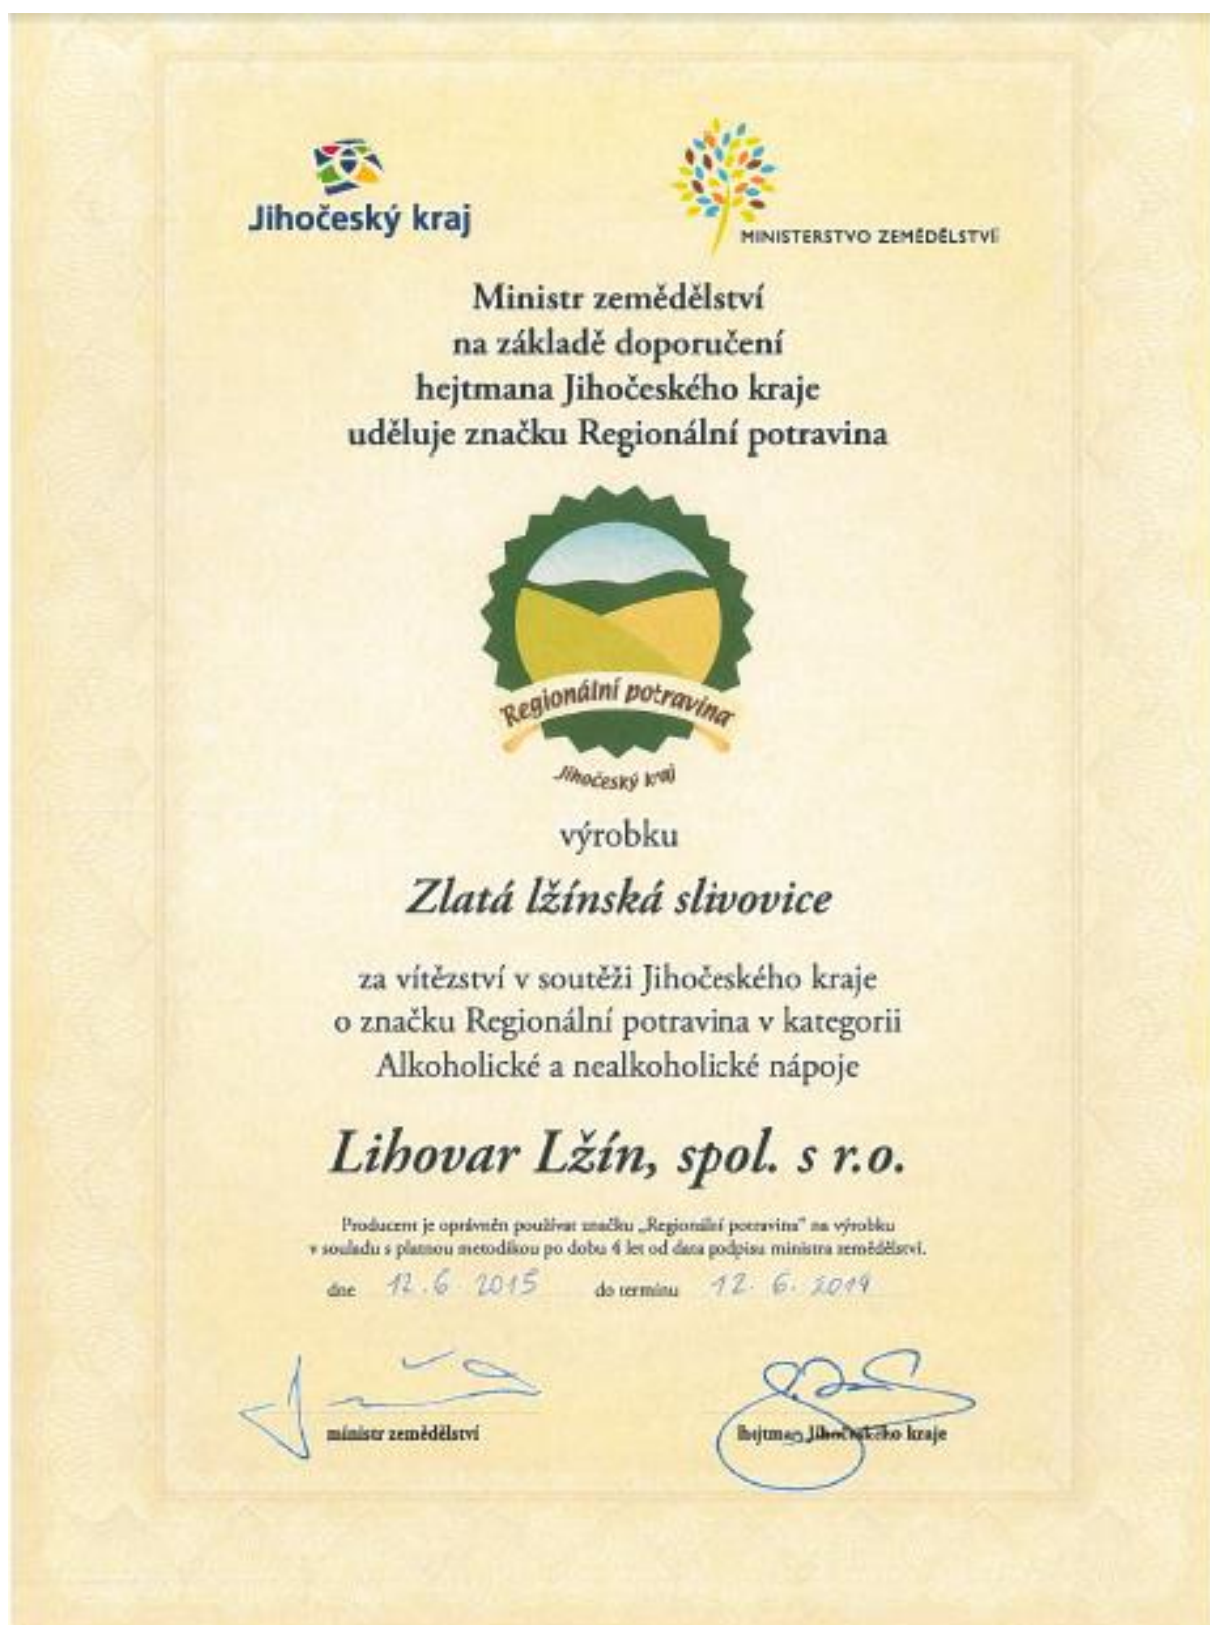 Jihočeský kraj
MINISTERSTVO ZEMĚDĚLSTVÍ
Ministr zemědělství
na základě doporučení
hejtmana Jihočeského kraje
uděluje značku Regionální potravina
Regionální potravina
Jihočeský kraj
výrobku
Zlatá lžínská slivovice
za vítězství v soutěži Jihočeského kraje
o značku Regionální potravina v kategorii
Alkoholické a nealkoholické nápoje
Lihovar Lžín, spol. s r.o.
Producent je oprávněn používat značku „Regionální potravina" na výrobku
v souladu s platnou metodikou po dobu 4 let od data podpisu ministra zemědělství.
dne 12.6 2015 do termínu 12. 6. 2019
ministr zemědělství
hejtman Jihočeského kraje